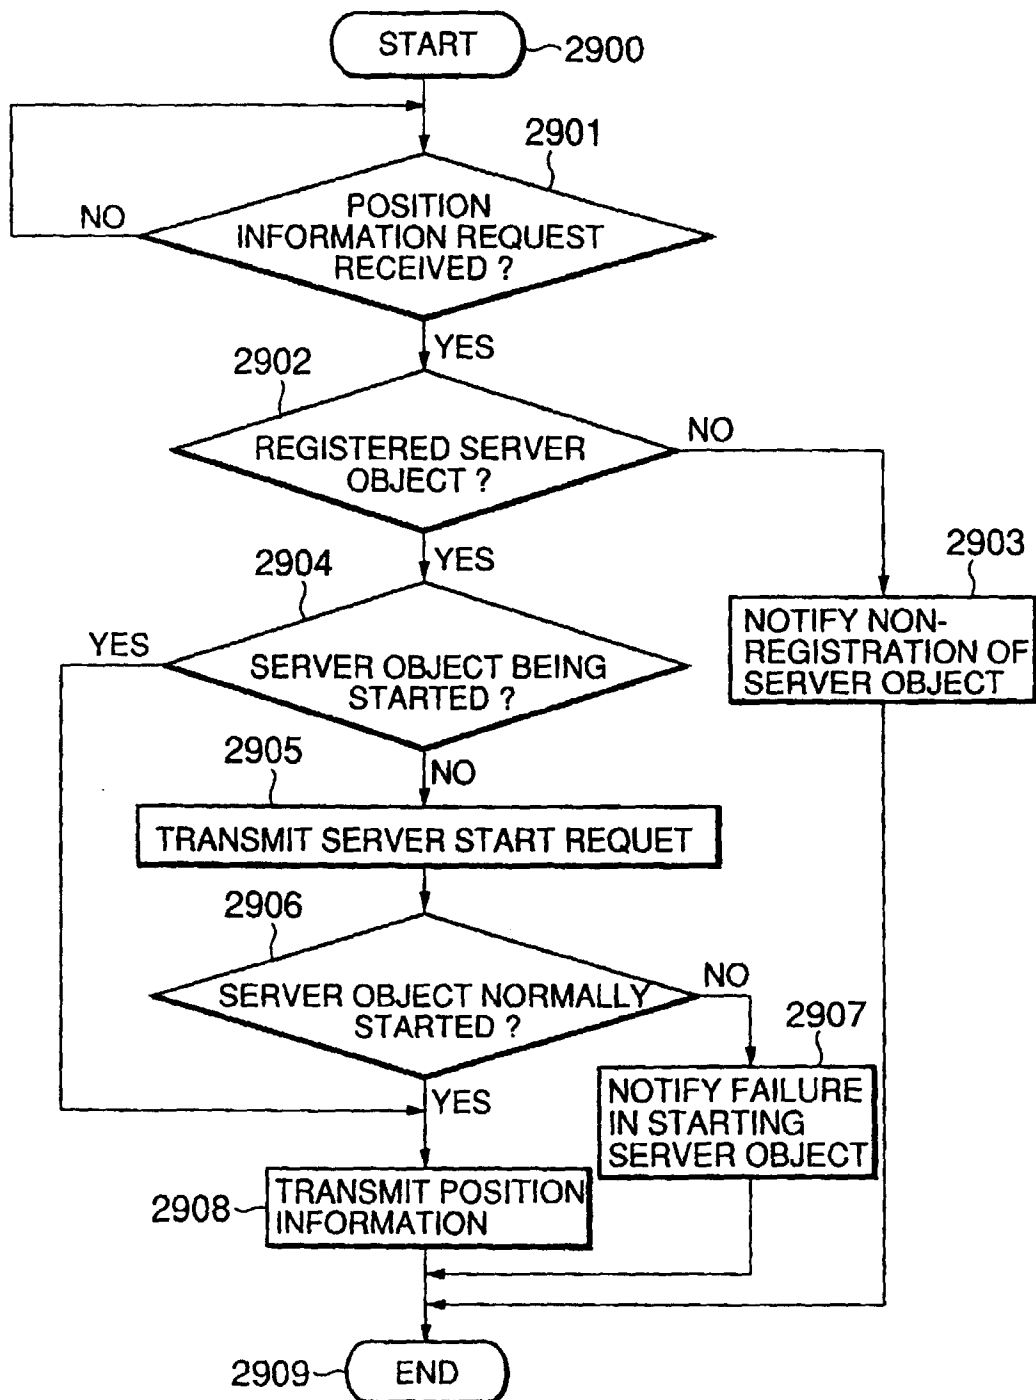 START
2900
2901
NO
POSITION
INFORMATION REQUEST
RECEIVED ?
YES
2902
NO
REGISTERED SERVER
OBJECT ?
YES
2903
2904
NOTIFY NON-
REGISTRATION OF
SERVER OBJECT
YES
SERVER OBJECT BEING
STARTED ?
2905
NO
TRANSMIT SERVER START REQUET
2906
NO
SERVER OBJECT NORMALLY
STARTED ?
2907
YES
NOTIFY FAILURE
IN STARTING
SERVER OBJECT
2908
TRANSMIT POSITION
INFORMATION
2909
END